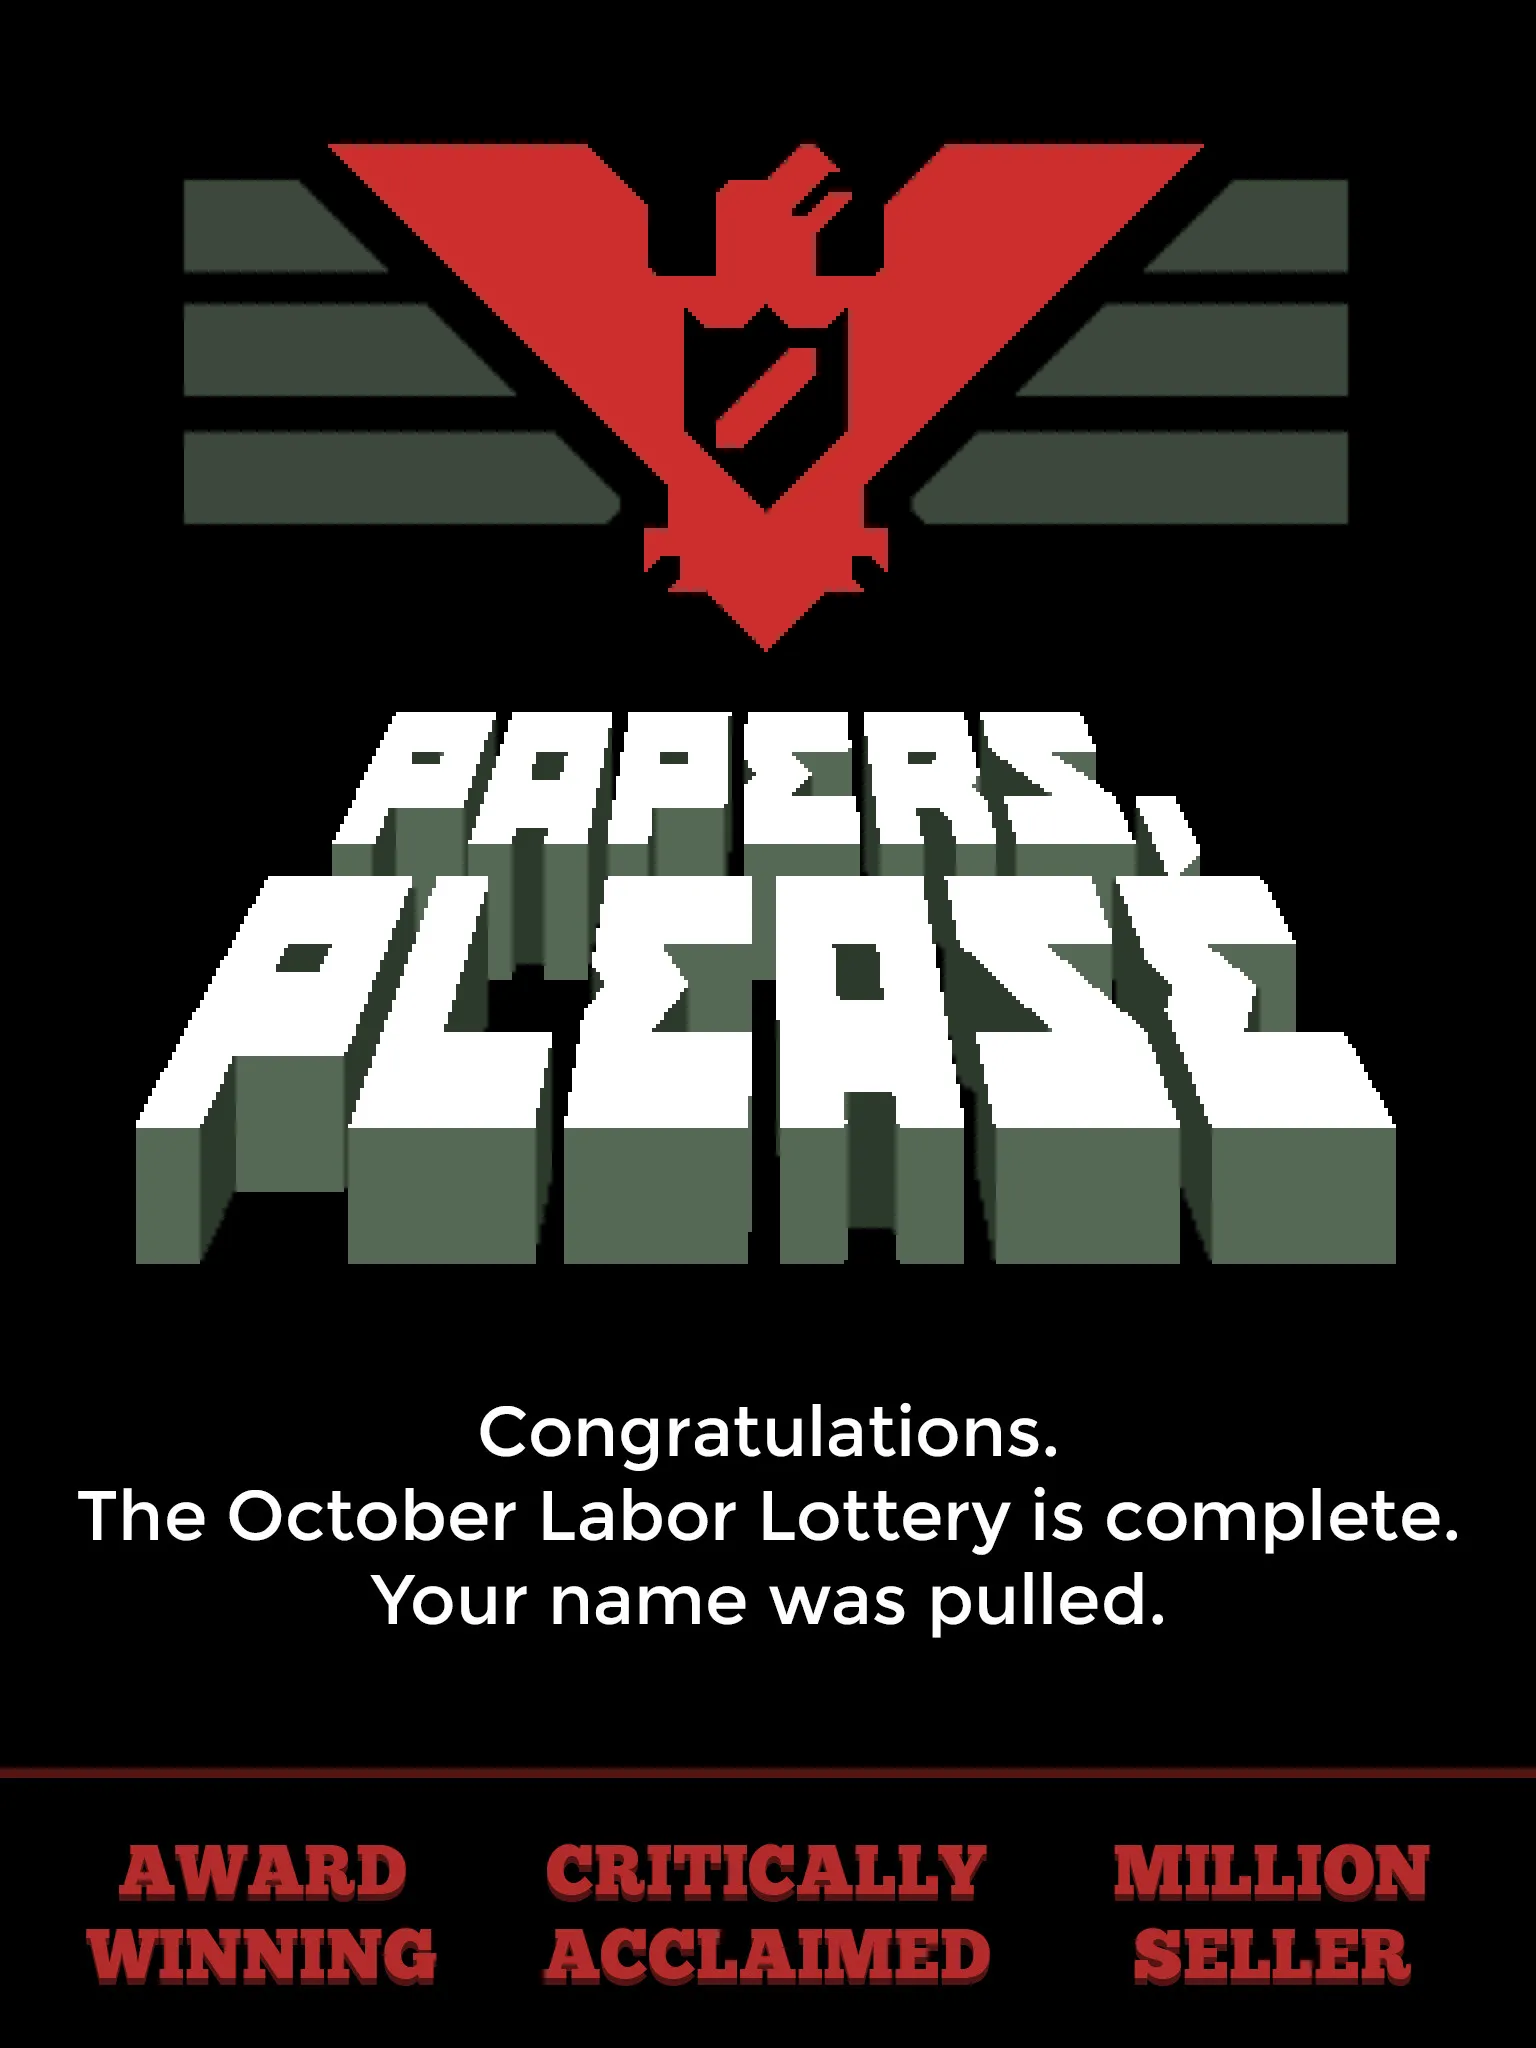 PAPERS,
PLEASE
Congratulations.
The October Labor Lottery is complete.
Your name was pulled.
AWARD
WINNING
CRITICALLY
ACCLAIMED
MILLION
SELLER